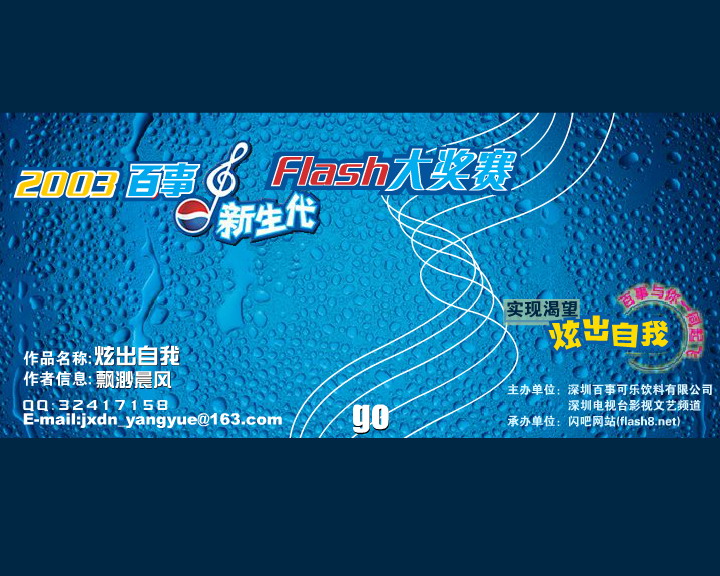 2003 百事
新生代
Flash大奖赛
实现渴望
炫出自我
百事与你一同起飞
作品名称:炫出自我
作者信息:飘渺晨风
QQ:32417158
E-mail:jxdn_yangyue@163.com
go
主办单位: 深圳百事可乐饮料有限公司
深圳电视台影视文艺频道
承办单位: 闪吧网站(flash8.net)